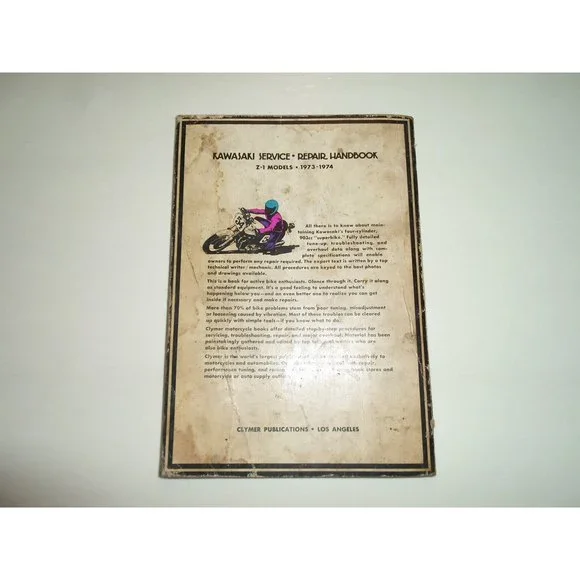 KAWASAKI SERVICE • REPAIR HANDBOOK
Z-1 MODELS • 1973-1974
All there is to know about main-
taining Kawasaki's four-cylinder,
903cc "superbike." Fully detailed
tune-up, troubleshooting, and
overhaul data along with com-
plete specifications will enable
owners to perform any repair required. The expert text is written by a top
technical writer/mechanic. All procedures are keyed to the best photos
and drawings available.
This is a book for active bike enthusiasts. Glance through it. Carry it along
as standard equipment. It's a good feeling to understand what's
happening below you—and an even better one to realize you can get
inside if necessary and make repairs.
More than 70% of bike problems stem from poor tuning, misadjustment
or loosening caused by vibration. Most of these troubles can be cleared
up quickly with simple tools—if you know what to do.
Clymer motorcycle books offer detailed step-by-step procedures for
servicing, troubleshooting, repair, and major overhaul. Material has been
painstakingly gathered and edited by top
also bike enthusiasts.
Clymer is the world's largest to
motorcycles and automobiles. repair,
performance tuning, and book stores and
motorcycle or auto supply
CLYMER PUBLICATIONS • LOS ANGELES